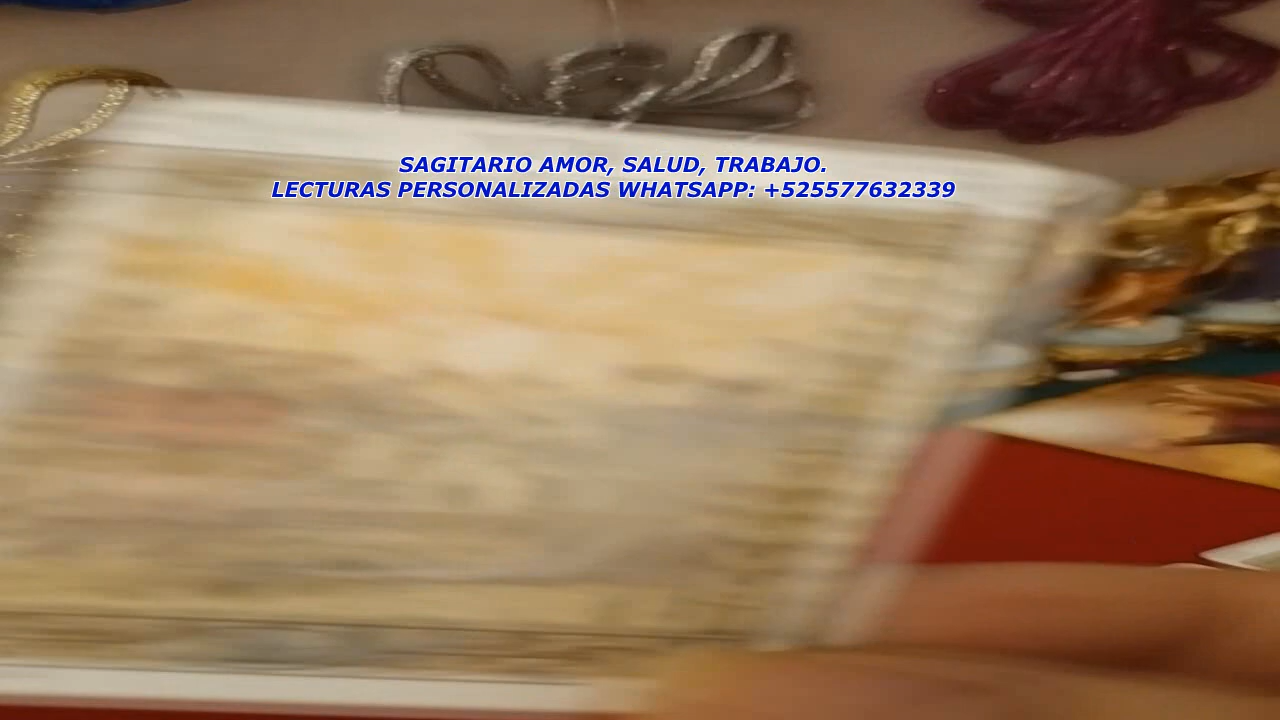 SAGITARIO AMOR, SALUD, TRABAJO.
LECTURAS PERSONALIZADAS WHATSAPP: +525577632339